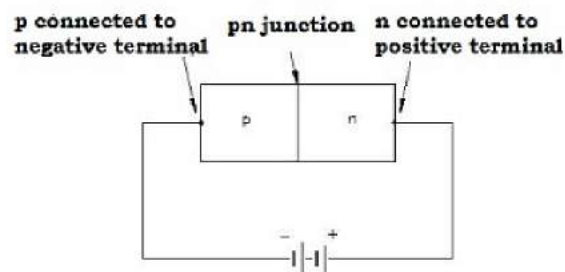 p connected to
negative terminal
pn junction
n connected to
positive terminal
p
n
- +